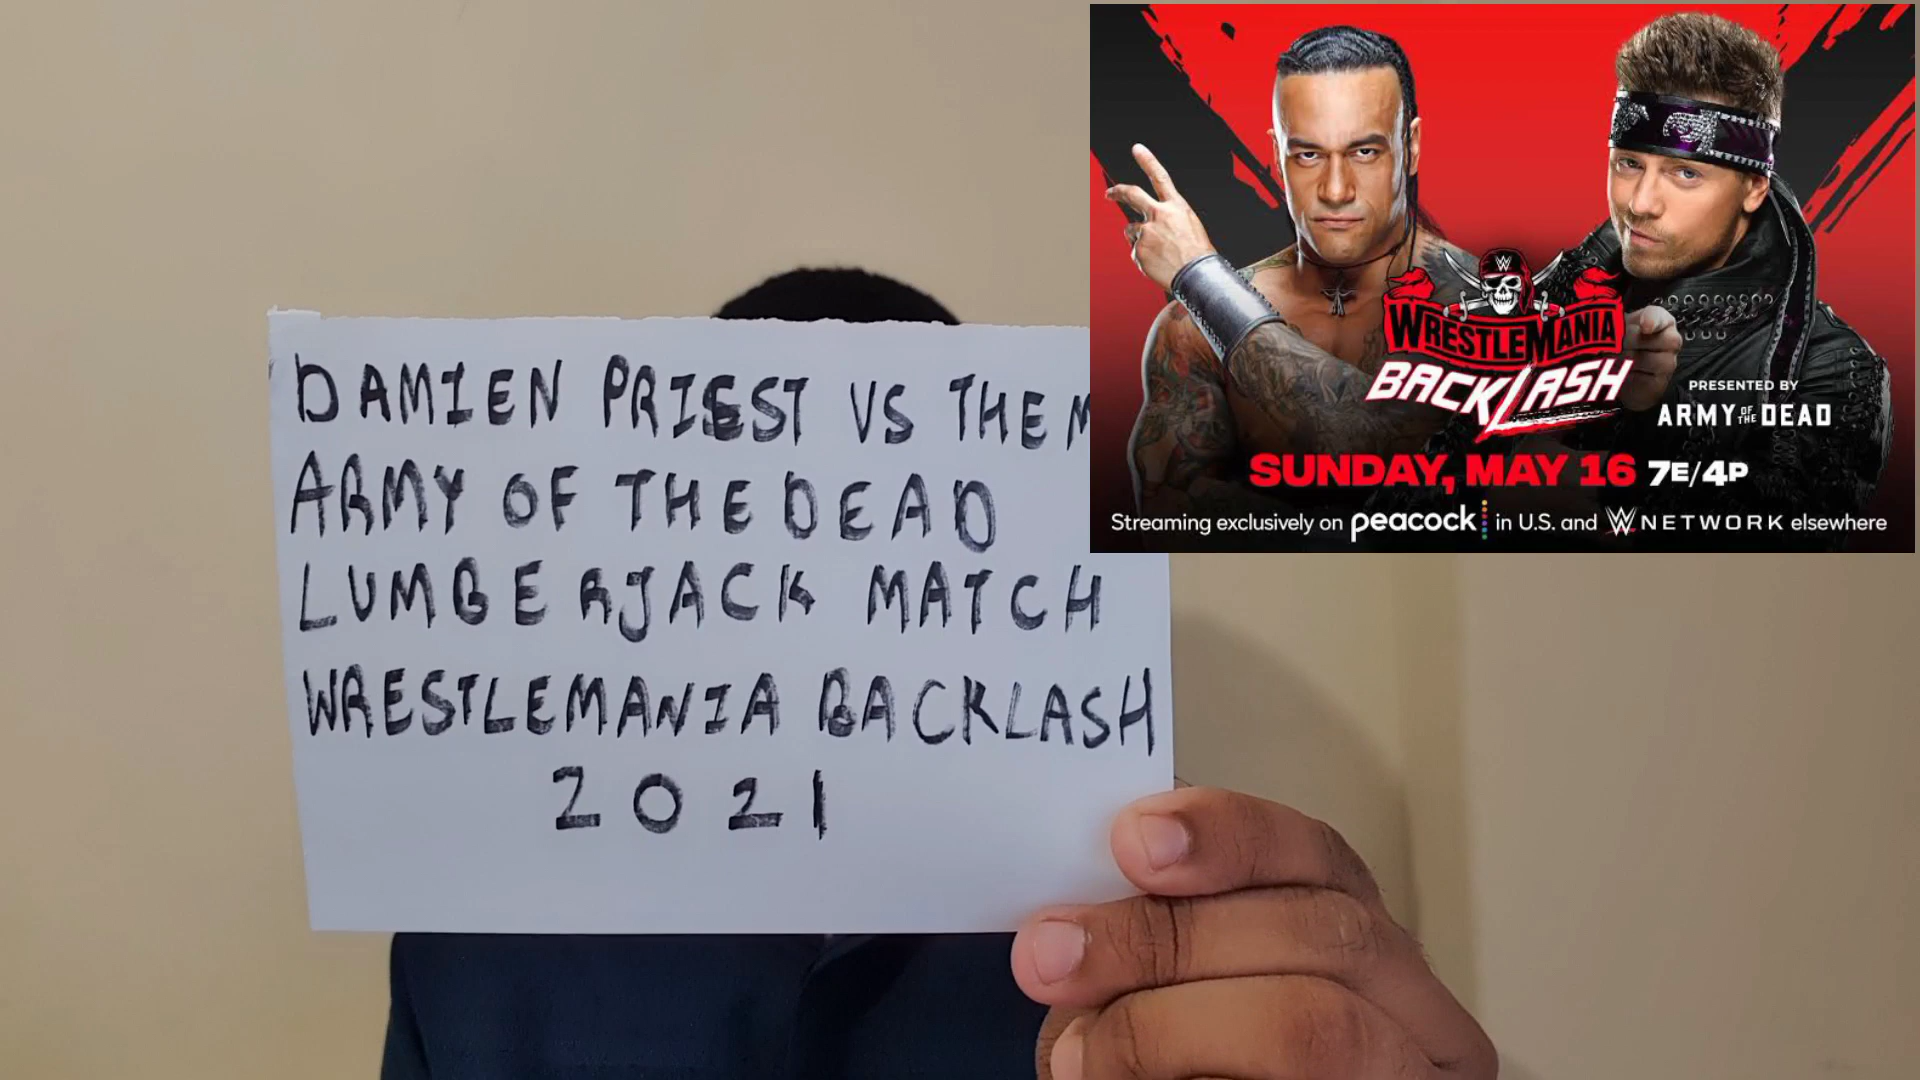 DAMIEN PRIEST VS THE M
ARMY OF THE DEAD
LUMBERJACK MATCH
WRESTLEMANIA BACKLASH
2021
W
WRESTLEMANIA
BACKLASH
PRESENTED BY
ARMY OF THE DEAD
SUNDAY, MAY 16 7E/4P
Streaming exclusively on peacock in U.S. and W NETWORK elsewhere